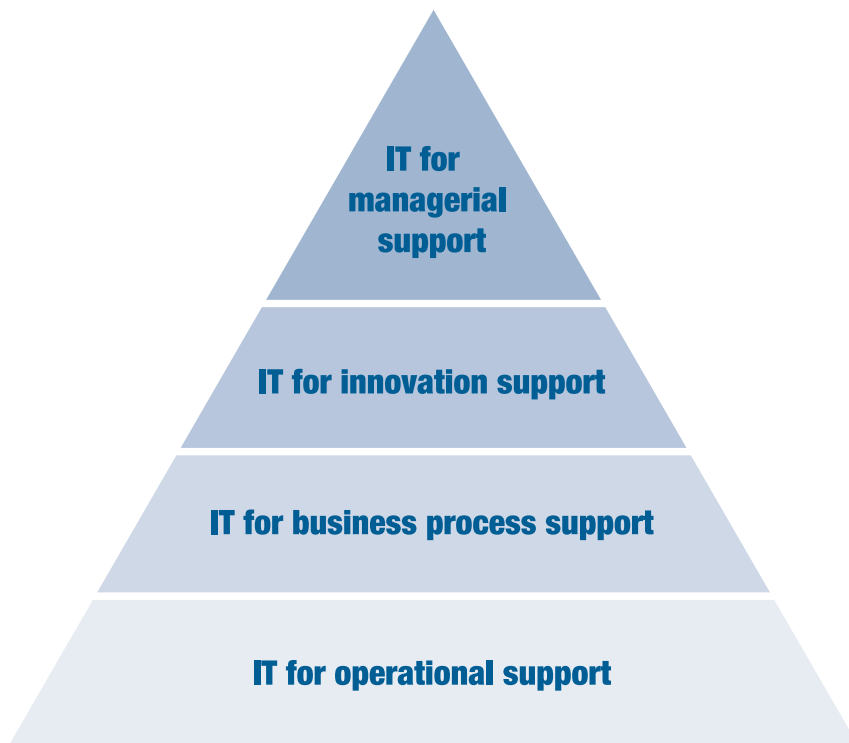 IT for
managerial
support
IT for innovation support
IT for business process support
IT for operational support